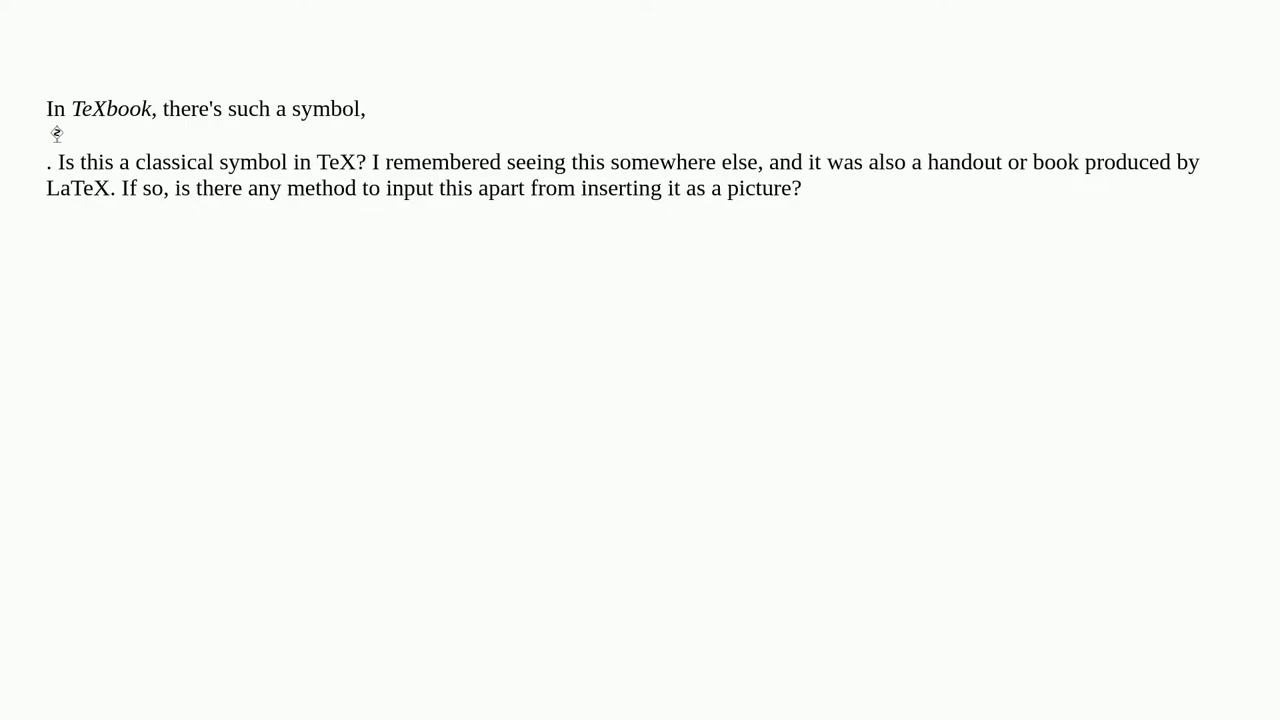 In TeXbook, there's such a symbol,
. Is this a classical symbol in TeX? I remembered seeing this somewhere else, and it was also a handout or book produced by
LaTeX. If so, is there any method to input this apart from inserting it as a picture?